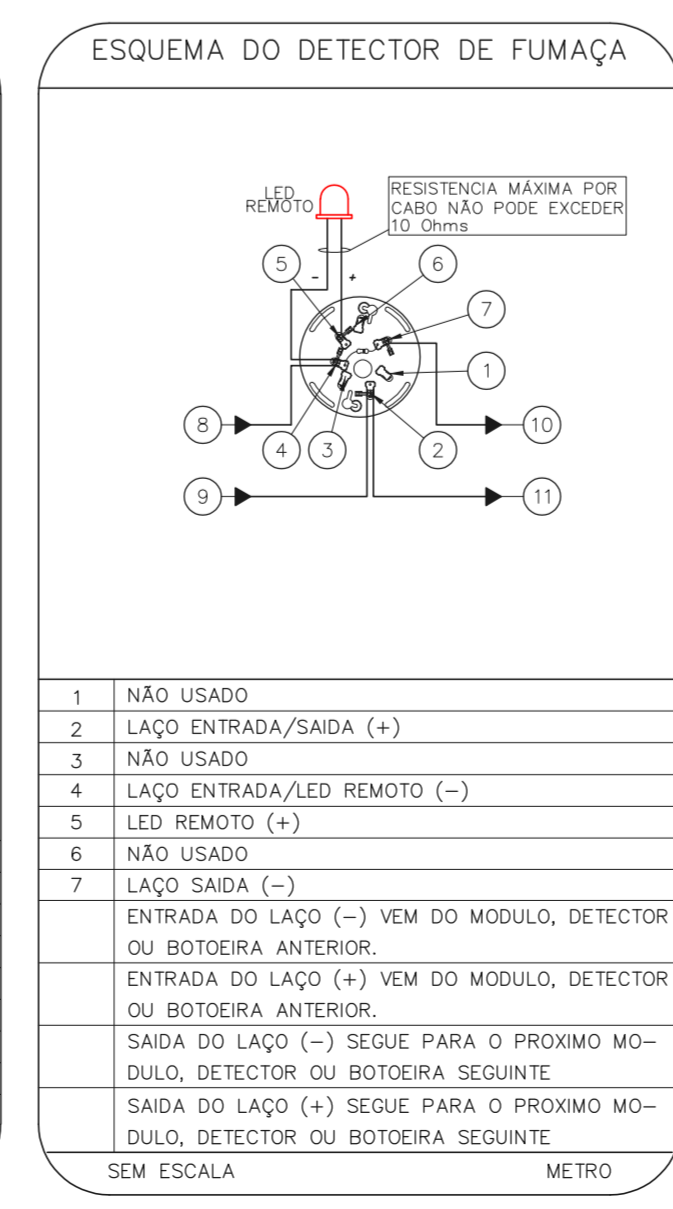 ESQUEMA DO DETECTOR DE FUMAÇA
LED
REMOTO
RESISTENCIA MÁXIMA POR
CABO NÃO PODE EXCEDER
10 Ohms
5
-
+
6
7
1
8
4
3
2
10
9
11
1 NÃO USADO
2 LAÇO ENTRADA/SAIDA (+)
3 NÃO USADO
4 LAÇO ENTRADA/LED REMOTO (-)
5 LED REMOTO (+)
6 NÃO USADO
7 LAÇO SAIDA (-)
ENTRADA DO LAÇO (-) VEM DO MODULO, DETECTOR
OU BOTOEIRA ANTERIOR.
ENTRADA DO LAÇO (+) VEM DO MODULO, DETECTOR
OU BOTOEIRA ANTERIOR.
SAIDA DO LAÇO (-) SEGUE PARA O PROXIMO MO-
DULO, DETECTOR OU BOTOEIRA SEGUINTE
SAIDA DO LAÇO (+) SEGUE PARA O PROXIMO MO-
DULO, DETECTOR OU BOTOEIRA SEGUINTE
SEM ESCALA METRO